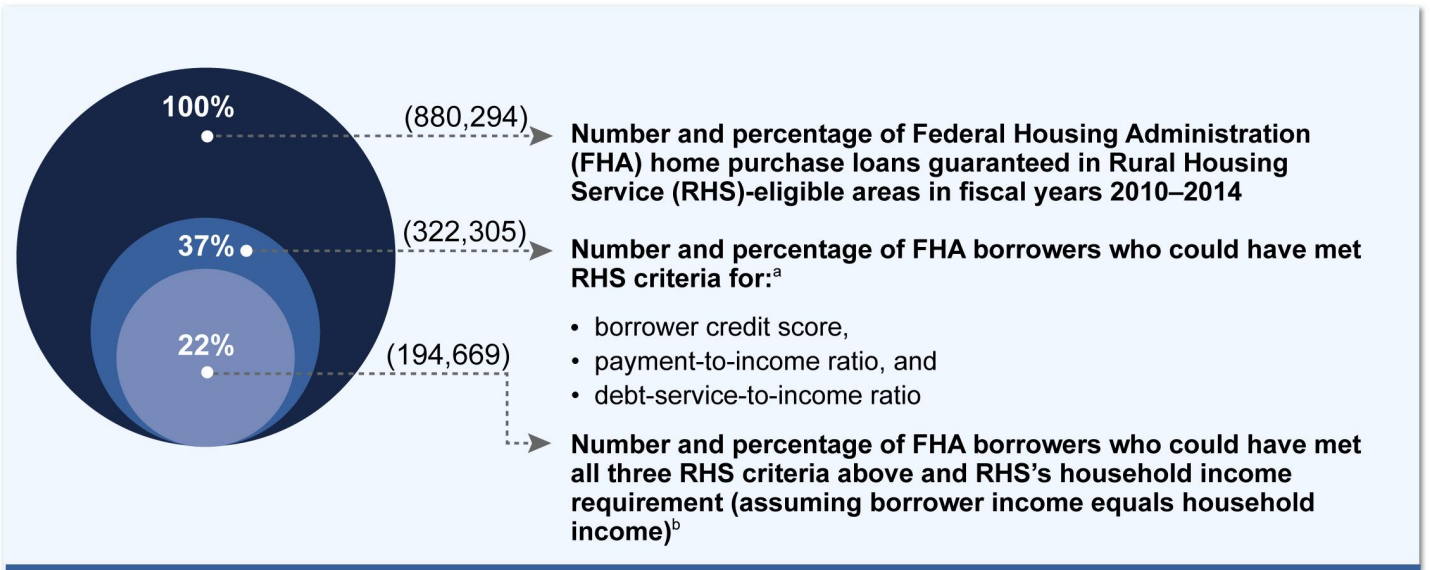 100%
(880,294)
Number and percentage of Federal Housing Administration
(FHA) home purchase loans guaranteed in Rural Housing
Service (RHS)-eligible areas in fiscal years 2010–2014
37%
(322,305)
Number and percentage of FHA borrowers who could have met
RHS criteria for:ᵃ
• borrower credit score,
• payment-to-income ratio, and
• debt-service-to-income ratio
22%
(194,669)
Number and percentage of FHA borrowers who could have met
all three RHS criteria above and RHS’s household income
requirement (assuming borrower income equals household
income)ᵇ